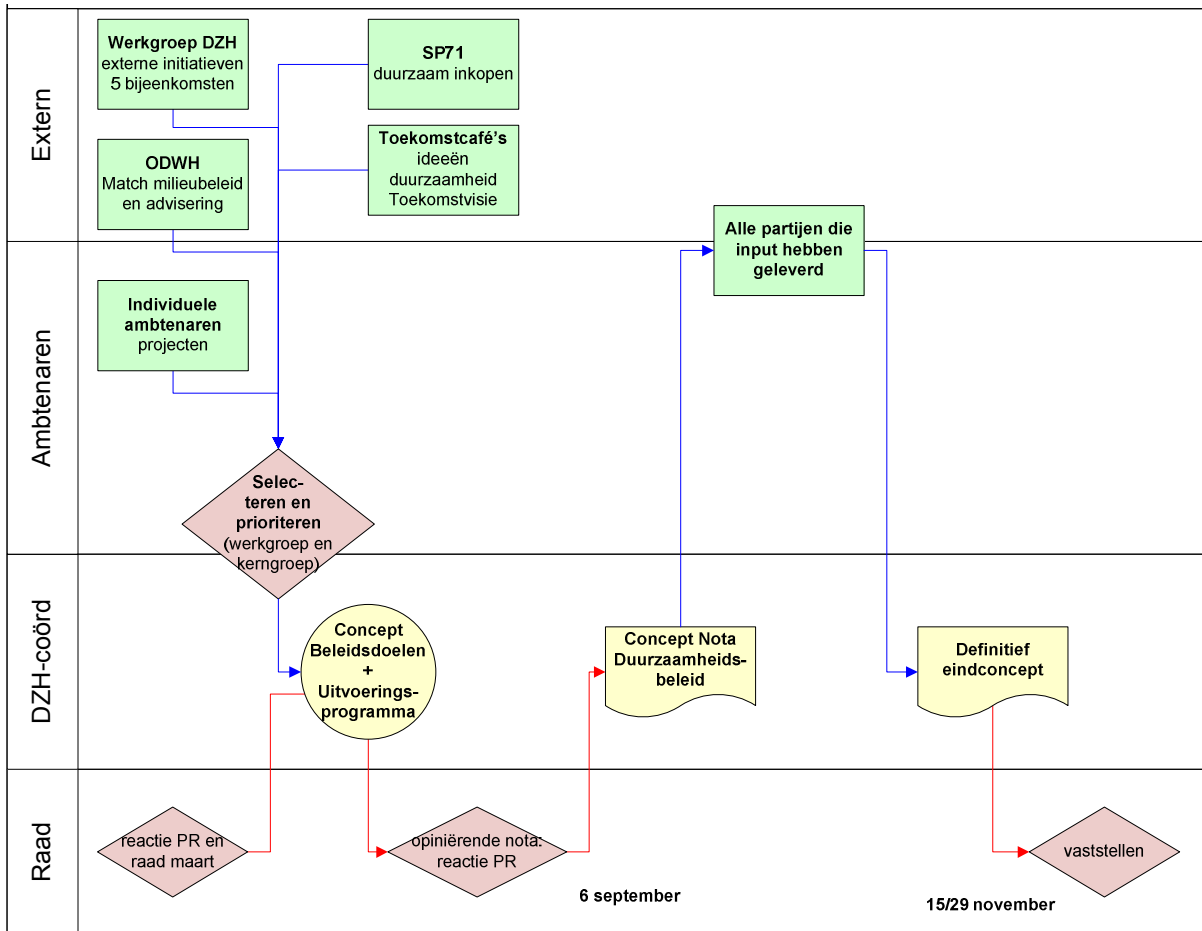 Extern
Werkgroep DZH
externe initiatieven
5 bijeenkomsten
SP71
duurzaam inkopen
ODWH
Match milieubeleid
en advisering
Toekomstcafé's
ideeën
duurzaamheid
Toekomstvisie
Alle partijen die
input hebben
geleverd
Ambtenaren
Individuele
ambtenaren
projecten
Selec-
teren en
prioriteren
(werkgroep en
kerngroep)
DZH-coörd
Concept
Beleidsdoelen
+
Uitvoerings-
programma
Concept Nota
Duurzaamheids-
beleid
Definitief
eindconcept
Raad
reactie PR en
raad maart
opiniërende nota:
reactie PR
6 september
vaststellen
15/29 november